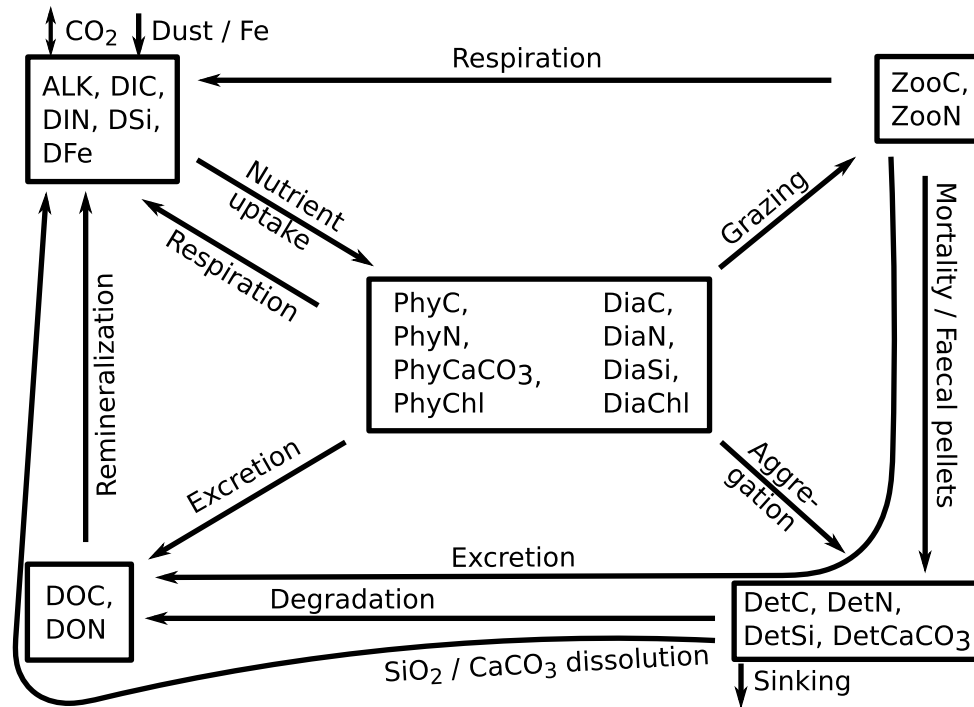 CO2
Dust / Fe
Respiration
ALK, DIC,
DIN, DSi,
DFe
ZooC,
ZooN
Nutrient
uptake
Respiration
Grazing
Mortality / Faecal pellets
PhyC,
PhyN,
PhyCaCO3,
PhyChl
DiaC,
DiaN,
DiaSi,
DiaChl
Remineralization
Excretion
Aggre-
gation
Excretion
Degradation
DOC,
DON
DetC, DetN,
DetSi, DetCaCO3
SiO2 / CaCO3 dissolution
Sinking